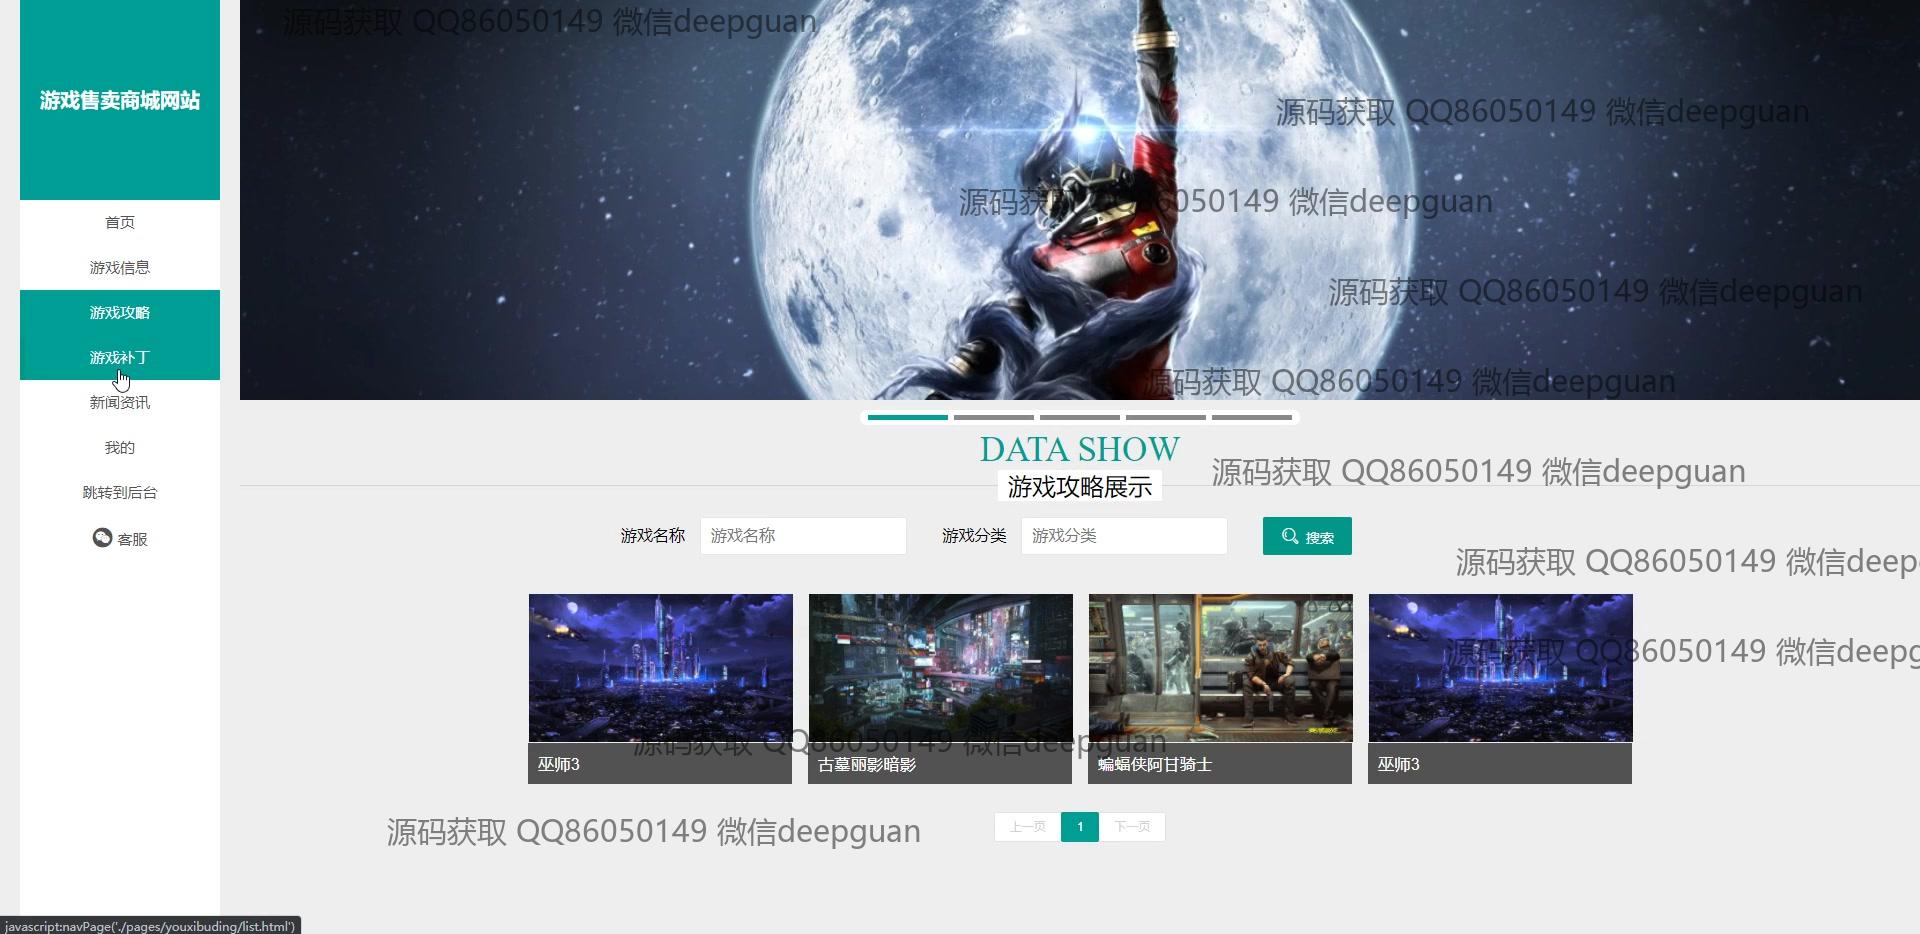 源码获取 QQ86050149 微信deepguan
游戏售卖商城网站
源码获取 QQ86050149 微信deepguan
源码获取 QQ86050149 微信deepguan
首页
游戏信息
源码获取 QQ86050149 微信deepguan
游戏攻略
游戏补丁
源码获取 QQ86050149 微信deepguan
新闻资讯
我的
跳转到后台
客服
DATA SHOW
源码获取 QQ86050149 微信deepguan
游戏攻略展示
游戏名称 游戏名称 游戏分类 游戏分类 搜索
源码获取 QQ86050149 微信deep
源码获取 QQ86050149 微信deepg
源码获取 QQ86050149 微信deepguan
巫师3 古墓丽影暗影 蝙蝠侠阿甘骑士 巫师3
源码获取 QQ86050149 微信deepguan
上一页 1 下一页
javascript:navPage('./pages/youxibuding/list.html')